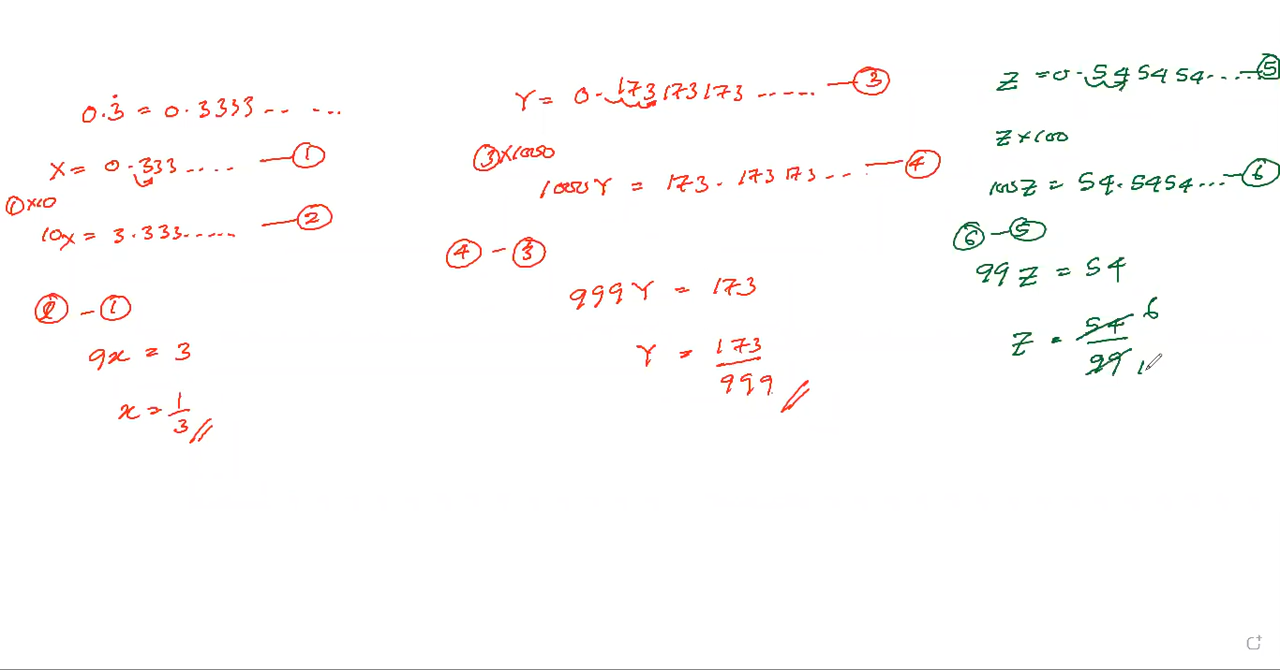 0.3̇ = 0.3333.. ...
X = 0.333.... — ①
① ×10
10x = 3.333..... — ②
② - ①
9x = 3
x = 1/3 //
Y = 0.173173173 ...... — ③
③ ×1000
1000Y = 173.17373... — ④
④ - ③
999Y = 173
Y = 173/999 //
Z = 0.545454..... — ⑤
Z × 100
100Z = 54.5454... — ⑥
⑥ - ⑤
99Z = 54
Z = 54/99 6